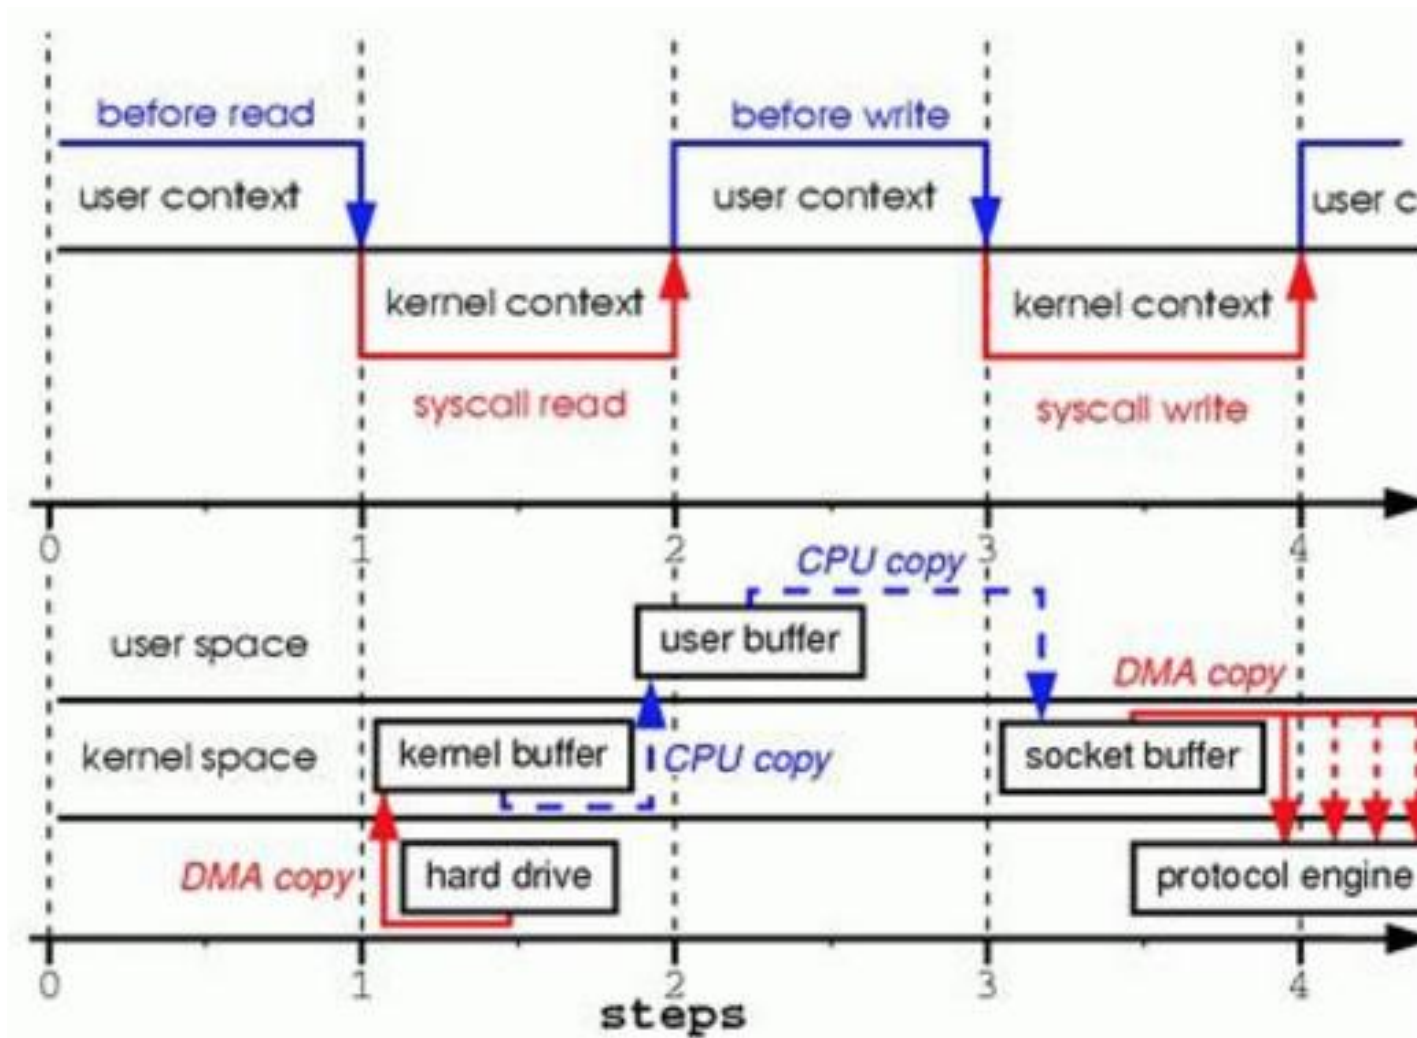 before read
before write
user context
user context
user c
kernel context
kernel context
syscall read
syscall write
0 1 2 3 4
CPU copy
user space
user buffer
DMA copy
kernel space
kernel buffer
CPU copy
socket buffer
DMA copy
hard drive
protocol engine
0 1 2 3 4
steps